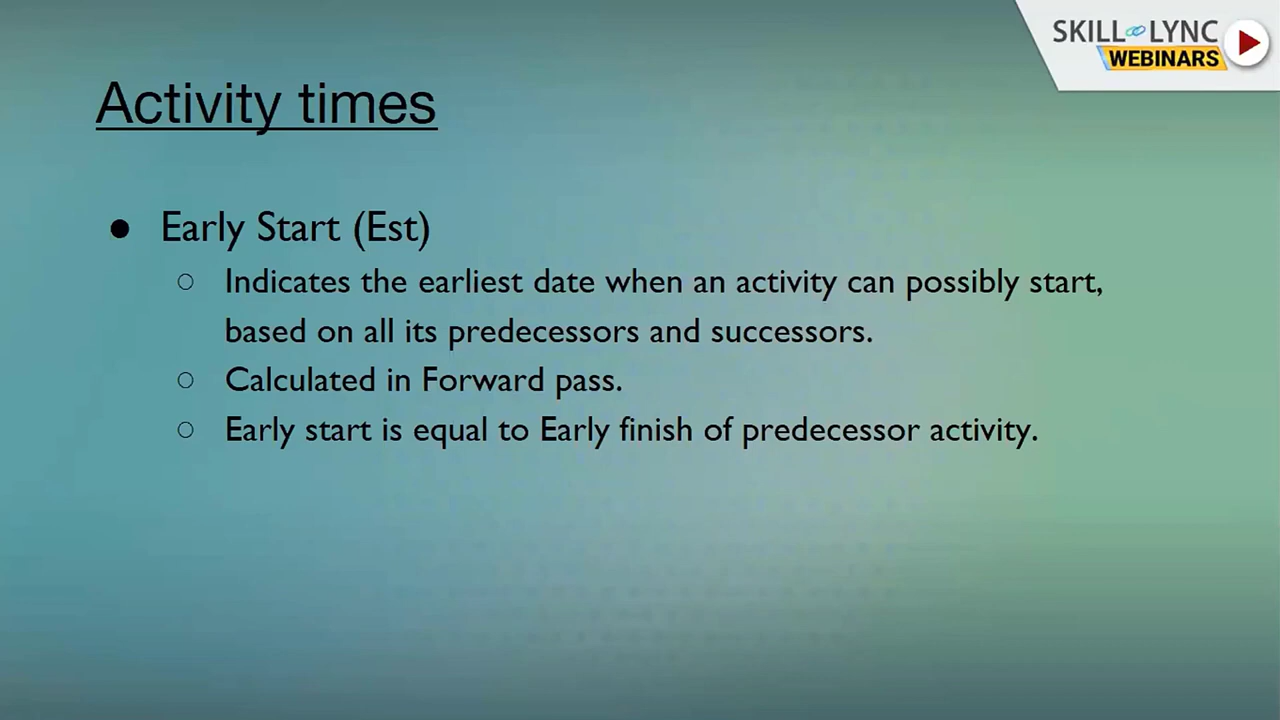 SKILL LYNC
WEBINARS
Activity times
● Early Start (Est)
○ Indicates the earliest date when an activity can possibly start,
based on all its predecessors and successors.
○ Calculated in Forward pass.
○ Early start is equal to Early finish of predecessor activity.